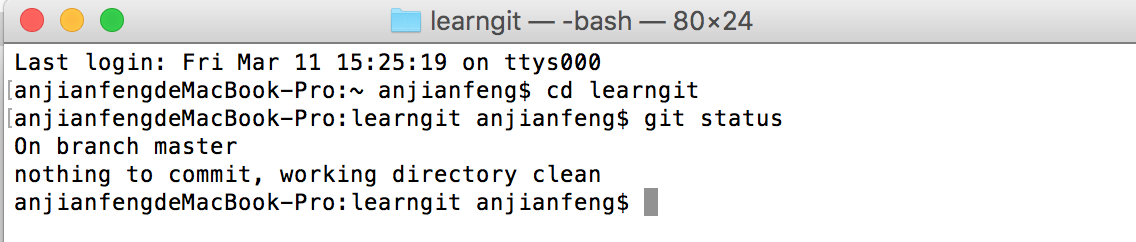 learngit — -bash — 80×24
Last login: Fri Mar 11 15:25:19 on ttys000
[anjianfengdeMacBook-Pro:~ anjianfeng$ cd learngit
[anjianfengdeMacBook-Pro:learngit anjianfeng$ git status
On branch master
nothing to commit, working directory clean
anjianfengdeMacBook-Pro:learngit anjianfeng$